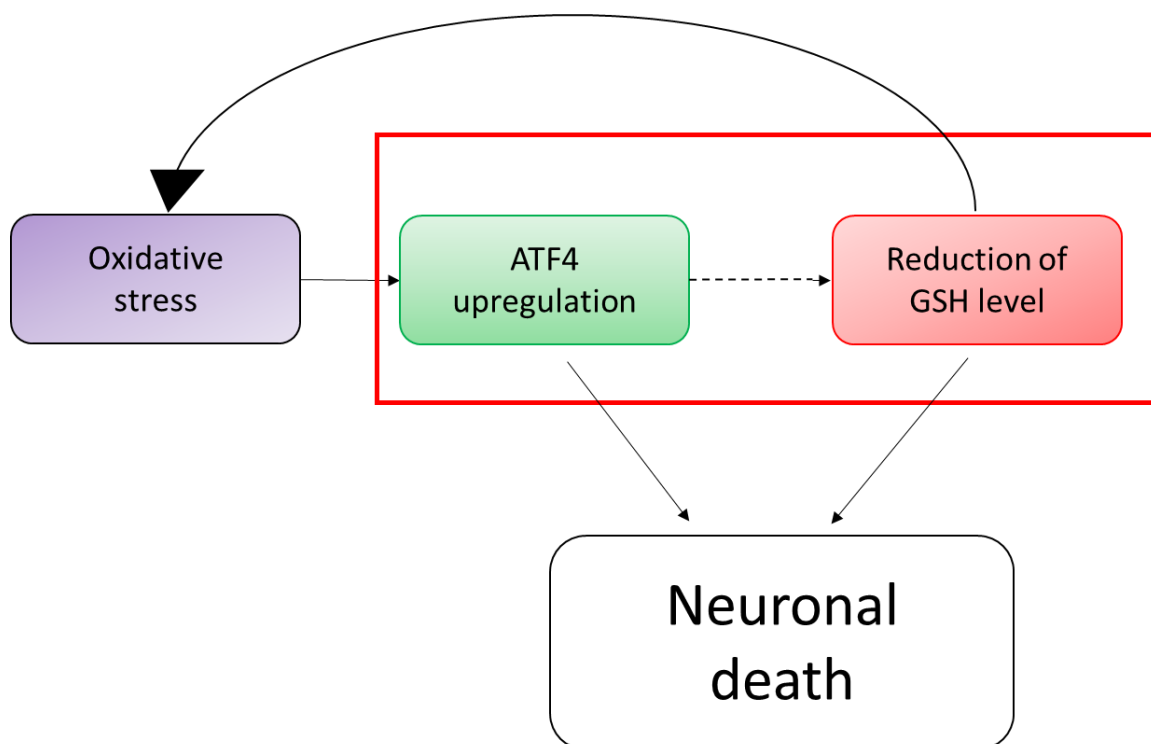 Oxidative
stress
ATF4
upregulation
Reduction of
GSH level
Neuronal
death